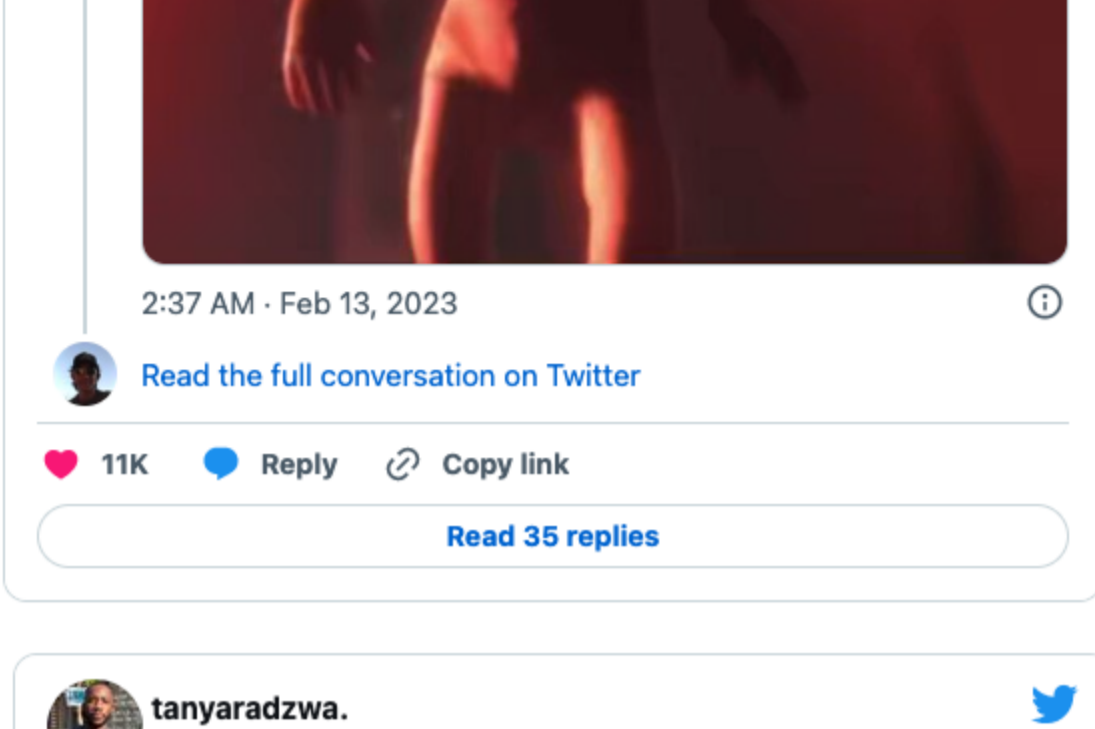 2:37 AM · Feb 13, 2023
Read the full conversation on Twitter
11K Reply Copy link
Read 35 replies
tanyaradzwa.